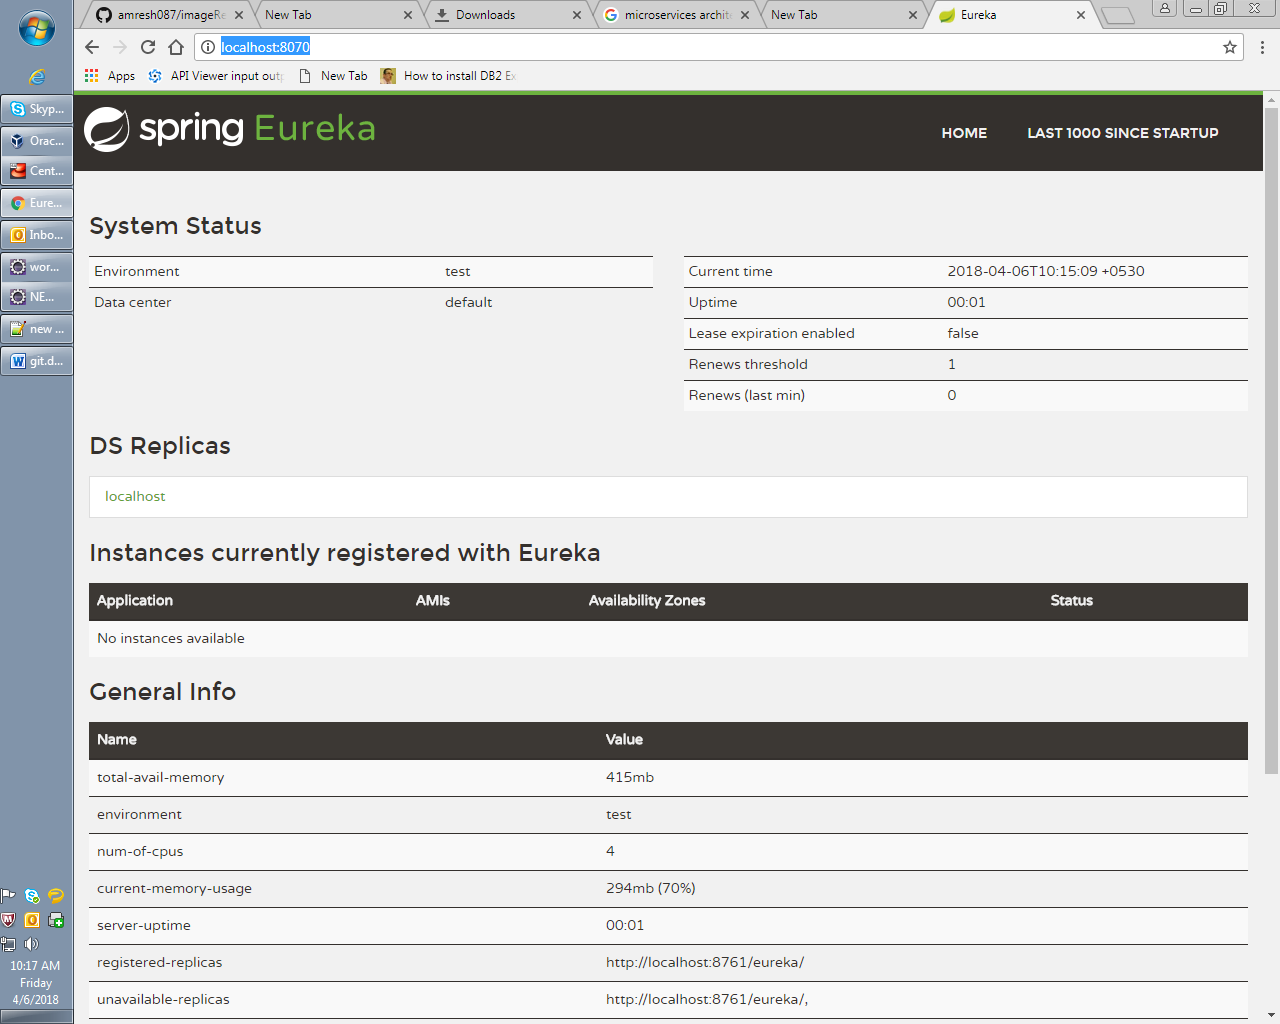 amresh087/imageRe
New Tab
Downloads
microservices archite
New Tab
Eureka
localhost:8070
Apps
API Viewer input outp
New Tab
How to install DB2 Ex
Skyp...
Orac...
Cent...
Eure...
Inbo...
wor...
NE...
new ...
git.d...
10:17 AM
Friday
4/6/2018
spring Eureka
HOME
LAST 1000 SINCE STARTUP
System Status
Environment test
Data center default
Current time 2018-04-06T10:15:09 +0530
Uptime 00:01
Lease expiration enabled false
Renews threshold 1
Renews (last min) 0
DS Replicas
localhost
Instances currently registered with Eureka
Application AMIs Availability Zones Status
No instances available
General Info
Name Value
total-avail-memory 415mb
environment test
num-of-cpus 4
current-memory-usage 294mb (70%)
server-uptime 00:01
registered-replicas http://localhost:8761/eureka/
unavailable-replicas http://localhost:8761/eureka/,